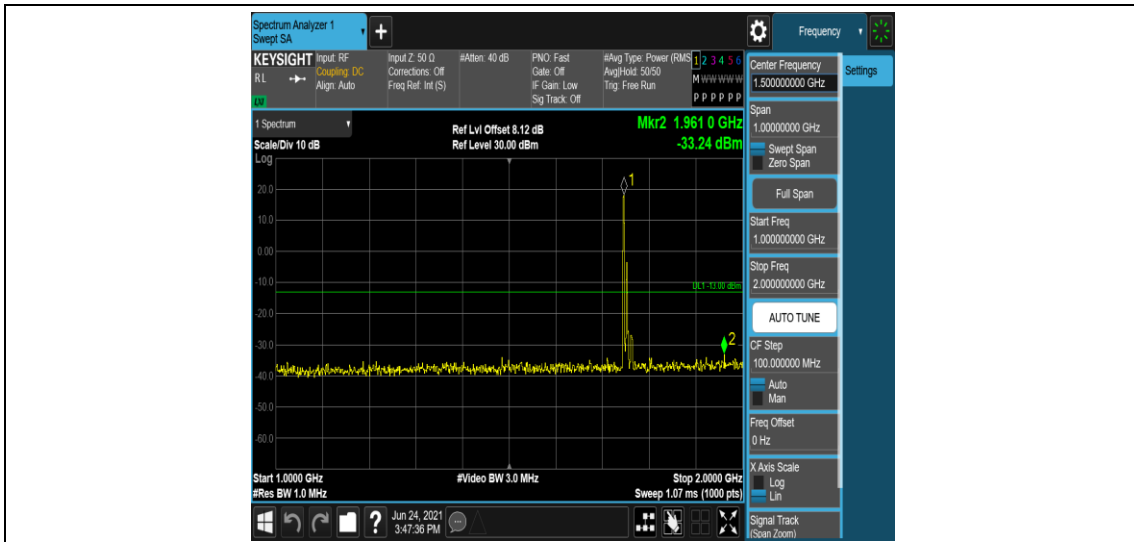 Spectrum Analyzer 1
Swept SA
+
Frequency
KEYSIGHT
RL
LXI
Input: RF
Coupling: DC
Align: Auto
Input Z: 50 Ω
Corrections: Off
Freq Ref: Int (S)
#Atten: 40 dB
PNO: Fast
Gate: Off
IF Gain: Low
Sig Track: Off
#Avg Type: Power (RMS
Avg|Hold: 50/50
Trig: Free Run
1 2 3 4 5 6
M W W W W W
P P P P P P
Center Frequency
1.500000000 GHz
Settings
1 Spectrum
Scale/Div 10 dB
Log
Ref Lvl Offset 8.12 dB
Ref Level 30.00 dBm
Mkr2 1.961 0 GHz
-33.24 dBm
Span
1.00000000 GHz
Swept Span
Zero Span
Full Span
Start Freq
1.000000000 GHz
Stop Freq
2.000000000 GHz
AUTO TUNE
CF Step
100.000000 MHz
Auto
Man
Freq Offset
0 Hz
X Axis Scale
Log
Lin
Signal Track
(Span Zoom)
1
20.0
10.0
0.00
-10.0
DL1 -13.00 dBm
-20.0
-30.0
2
-40.0
-50.0
-60.0
Start 1.0000 GHz
#Res BW 1.0 MHz
#Video BW 3.0 MHz
Stop 2.0000 GHz
Sweep 1.07 ms (1000 pts)
?
Jun 24, 2021
3:47:36 PM